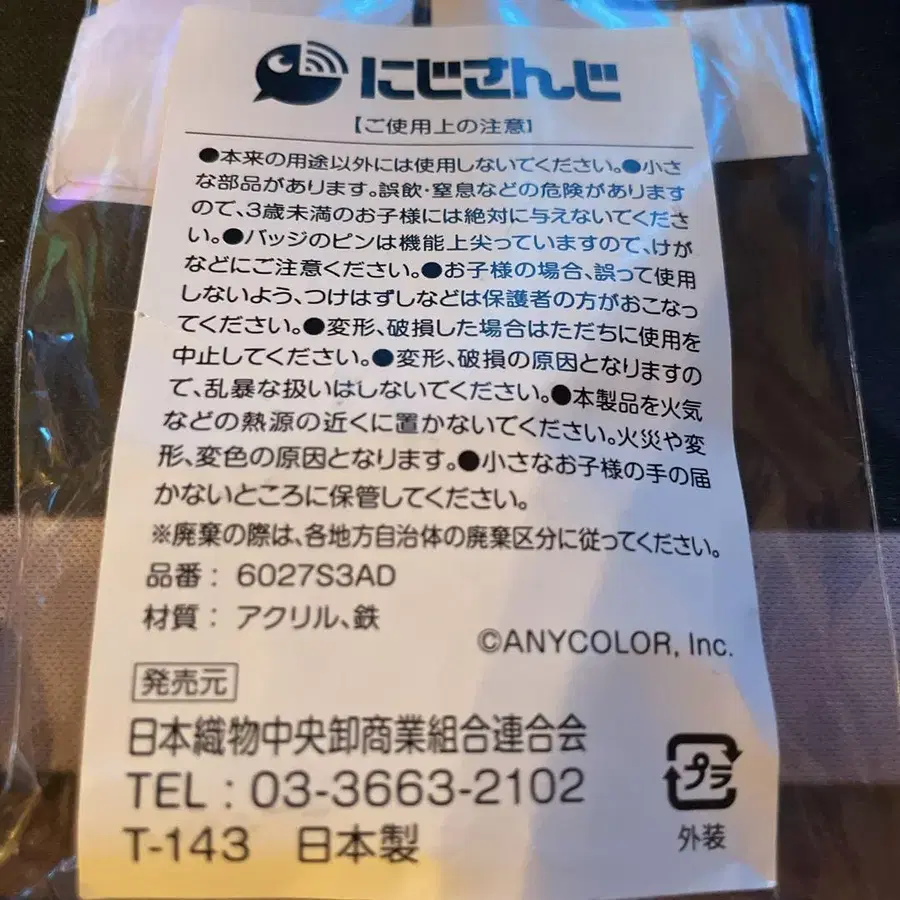 にじさんじ
【ご使用上の注意】
●本来の用途以外には使用しないでください。●小さ
な部品があります。誤飲・窒息などの危険があります
ので、3歳未満のお子様には絶対に与えないでくださ
い。●バッジのピンは機能上尖っていますので、けが
などにご注意ください。●お子様の場合、誤って使用
しないよう、つけはずしなどは保護者の方がおこなっ
てください。●変形、破損した場合はただちに使用を
中止してください。●変形、破損の原因となりますの
で、乱暴な扱いはしないでください。●本製品を火気
などの熱源の近くに置かないでください。火災や変
形、変色の原因となります。●小さなお子様の手の届
かないところに保管してください。
※廃棄の際は、各地方自治体の廃棄区分に従ってください。
品番：6027S3AD
材質：アクリル、鉄
©ANYCOLOR, Inc.
発売元
日本織物中央卸商業組合連合会
TEL：03-3663-2102
T-143 日本製
プラ
外装